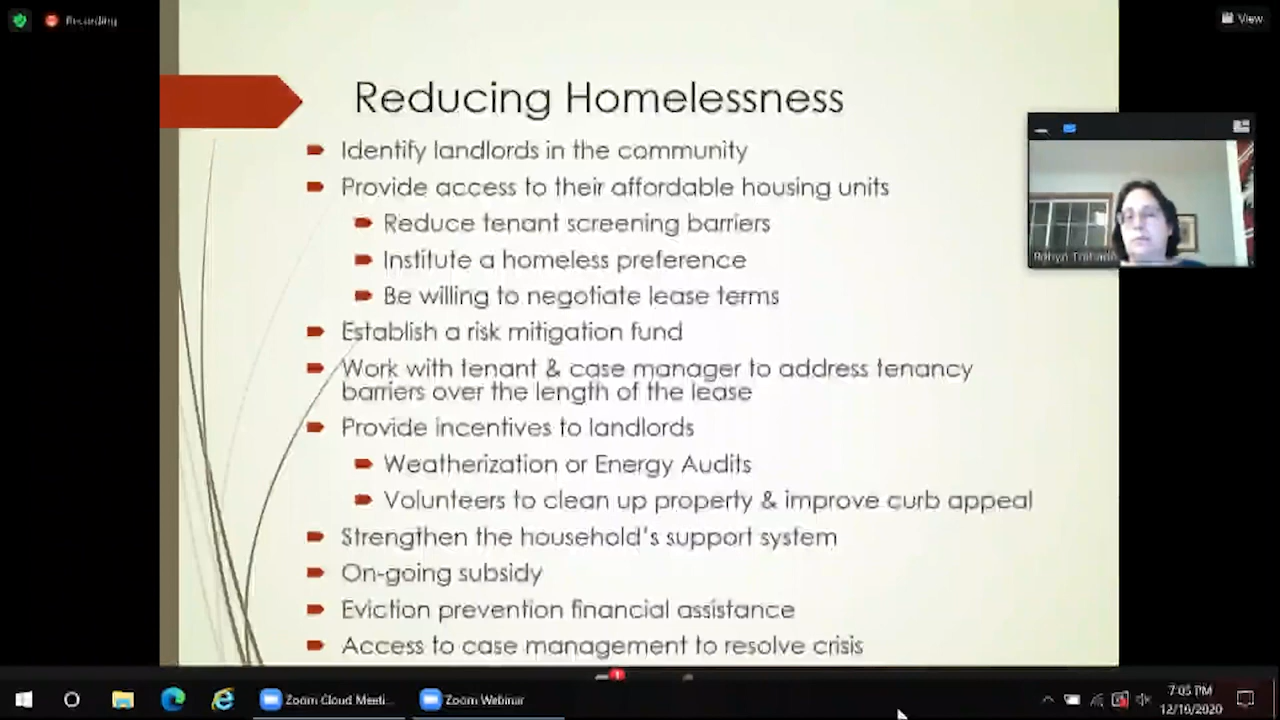 Recording
View
Reducing Homelessness
Identify landlords in the community
Provide access to their affordable housing units
Reduce tenant screening barriers
Institute a homeless preference
Be willing to negotiate lease terms
Establish a risk mitigation fund
Work with tenant & case manager to address tenancy
barriers over the length of the lease
Provide incentives to landlords
Weatherization or Energy Audits
Volunteers to clean up property & improve curb appeal
Strengthen the household's support system
On-going subsidy
Eviction prevention financial assistance
Access to case management to resolve crisis
Zoom Cloud Meeti...
Zoom Webinar
1
7:05 PM
12/16/2020